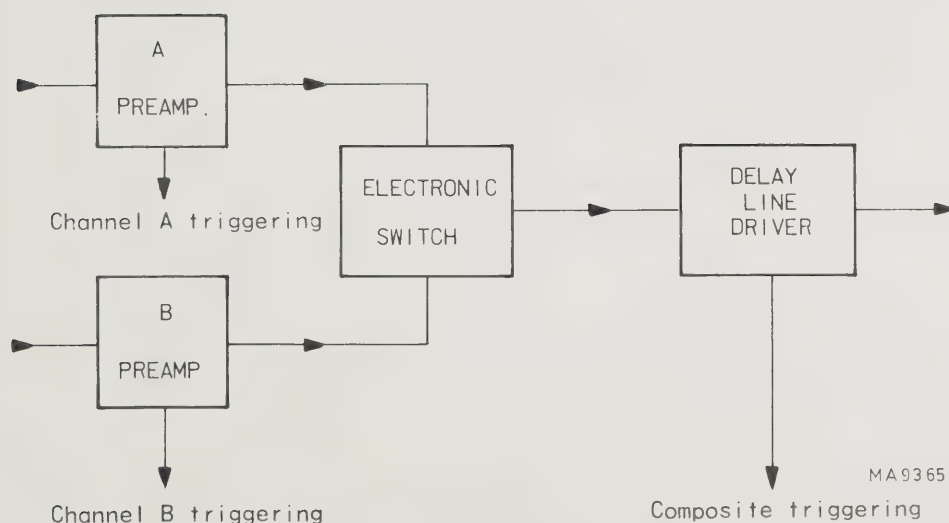 A
PREAMP.
Channel A triggering
ELECTRONIC
SWITCH
DELAY
LINE
DRIVER
B
PREAMP
Channel B triggering
Composite triggering
MA9365